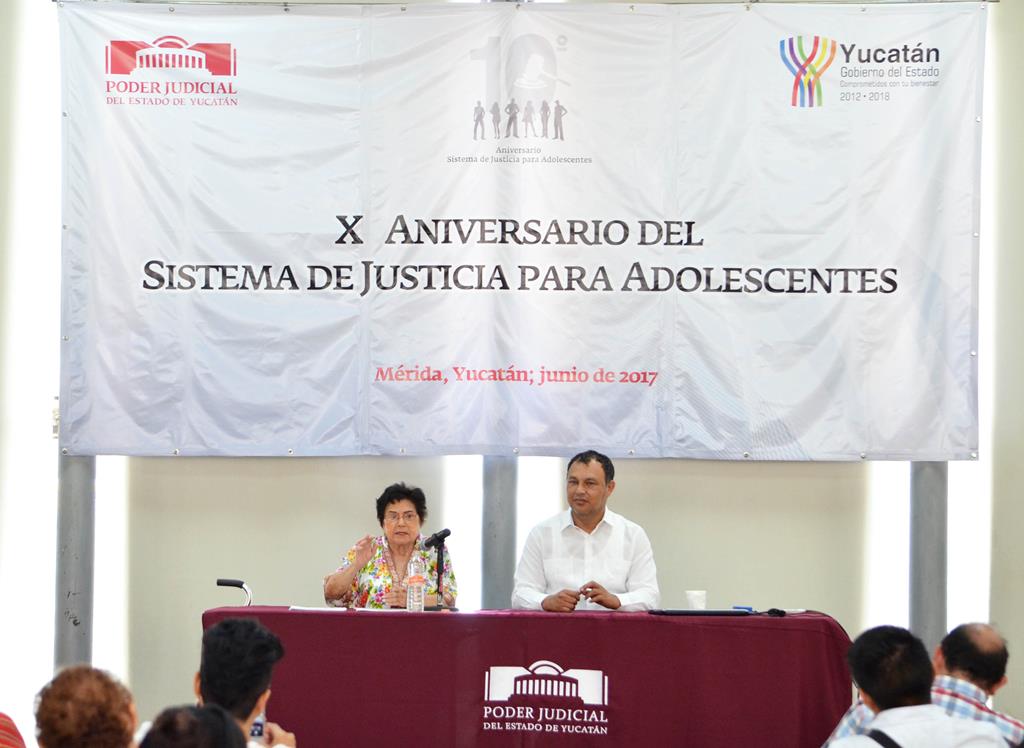 PODER JUDICIAL
DEL ESTADO DE YUCATÁN
10°
Aniversario
Sistema de Justicia para Adolescentes
Yucatán
Gobierno del Estado
Comprometidos con tu bienestar
2012 • 2018
X ANIVERSARIO DEL
SISTEMA DE JUSTICIA PARA ADOLESCENTES
Mérida, Yucatán; junio de 2017
PODER JUDICIAL
DEL ESTADO DE YUCATÁN